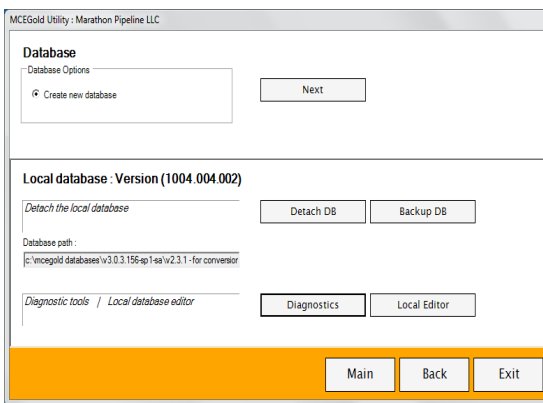 MCEGold Utility : Marathon Pipeline LLC
Database
Database Options
Create new database
Next
Local database : Version (1004.004.002)
Detach the local database
Detach DB
Backup DB
Database path :
c:\mcegold databases\v3.0.3.156-sp1-sa\v2.3.1 - for conversior
Diagnostic tools | Local database editor
Diagnostics
Local Editor
Main
Back
Exit